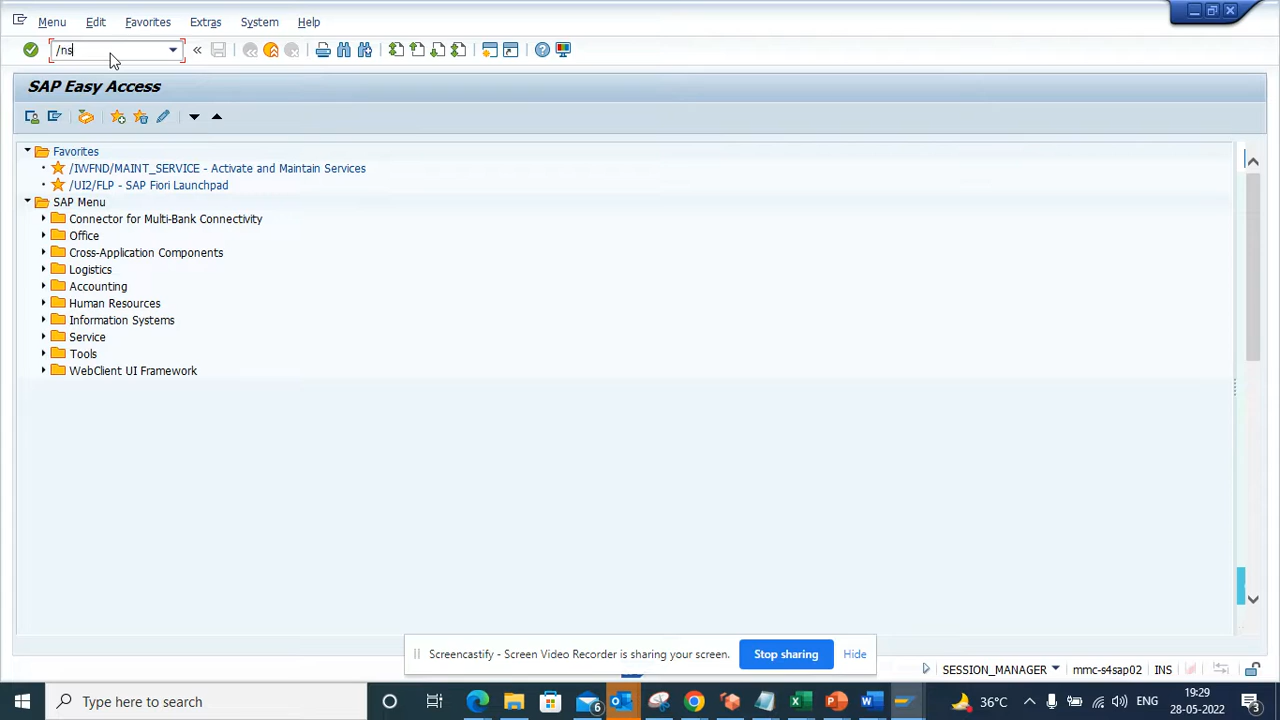 Menu Edit Favorites Extras System Help
/ns
SAP Easy Access
Favorites
/IWFND/MAINT_SERVICE - Activate and Maintain Services
/UI2/FLP - SAP Fiori Launchpad
SAP Menu
Connector for Multi-Bank Connectivity
Office
Cross-Application Components
Logistics
Accounting
Human Resources
Information Systems
Service
Tools
WebClient UI Framework
Screencastify - Screen Video Recorder is sharing your screen. Stop sharing Hide
SESSION_MANAGER mmc-s4sap02 INS
Type here to search 6 36°C ENG 19:29
28-05-2022 3